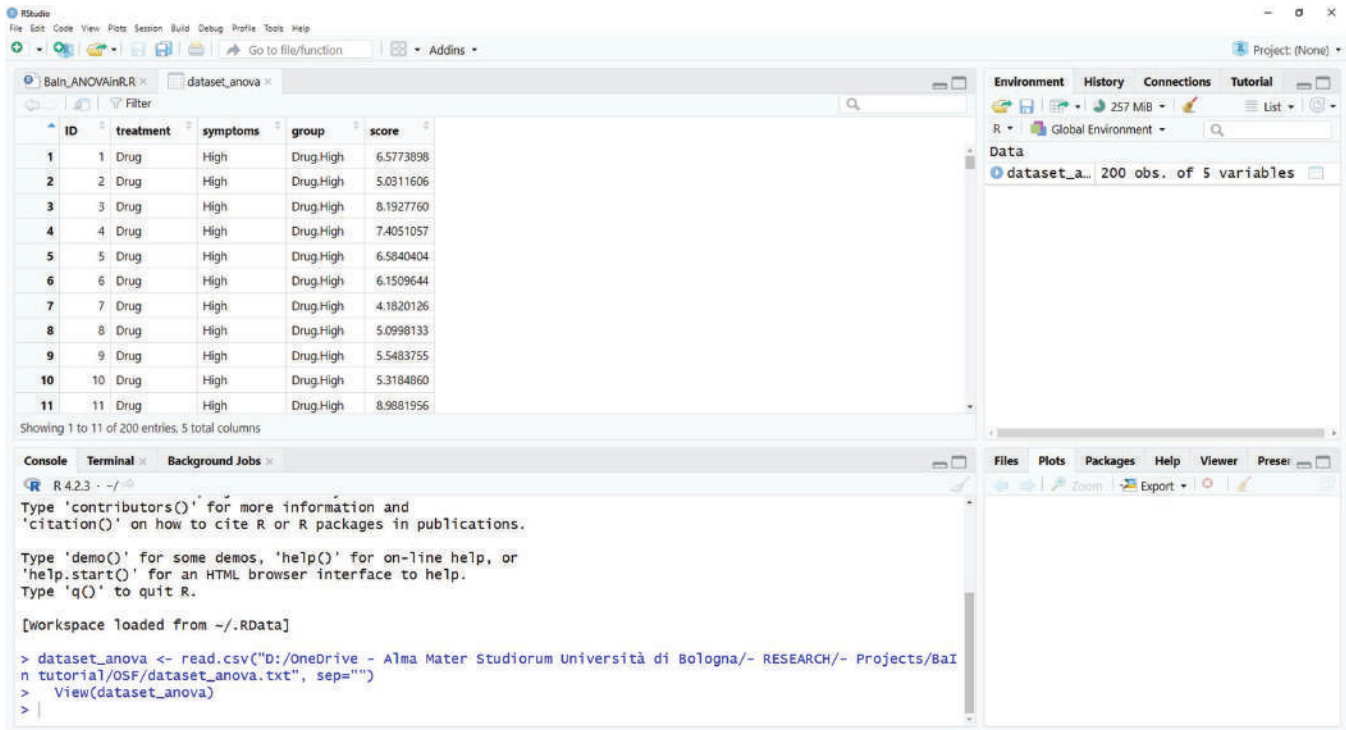 RStudio
File Edit Code View Plots Session Build Debug Profile Tools Help
Go to file/function Addins Project: (None)
BaIn_ANOVAinR.R dataset_anova
Filter
ID treatment symptoms group score
1 1 Drug High Drug.High 6.5773898
2 2 Drug High Drug.High 5.0311606
3 3 Drug High Drug.High 8.1927760
4 4 Drug High Drug.High 7.4051057
5 5 Drug High Drug.High 6.5840404
6 6 Drug High Drug.High 6.1509644
7 7 Drug High Drug.High 4.1820126
8 8 Drug High Drug.High 5.0998133
9 9 Drug High Drug.High 5.5483755
10 10 Drug High Drug.High 5.3184860
11 11 Drug High Drug.High 8.9881956
Showing 1 to 11 of 200 entries, 5 total columns
Console Terminal Background Jobs
R 4.2.3 · ~/
Type 'contributors()' for more information and
'citation()' on how to cite R or R packages in publications.
Type 'demo()' for some demos, 'help()' for on-line help, or
'help.start()' for an HTML browser interface to help.
Type 'q()' to quit R.
[Workspace loaded from ~/.RData]
> dataset_anova <- read.csv("D:/OneDrive - Alma Mater Studiorum Università di Bologna/- RESEARCH/- Projects/BaI
n tutorial/OSF/dataset_anova.txt", sep="")
> View(dataset_anova)
>
Environment History Connections Tutorial
257 MiB List
R Global Environment
Data
dataset_a… 200 obs. of 5 variables
Files Plots Packages Help Viewer Preser
Zoom Export